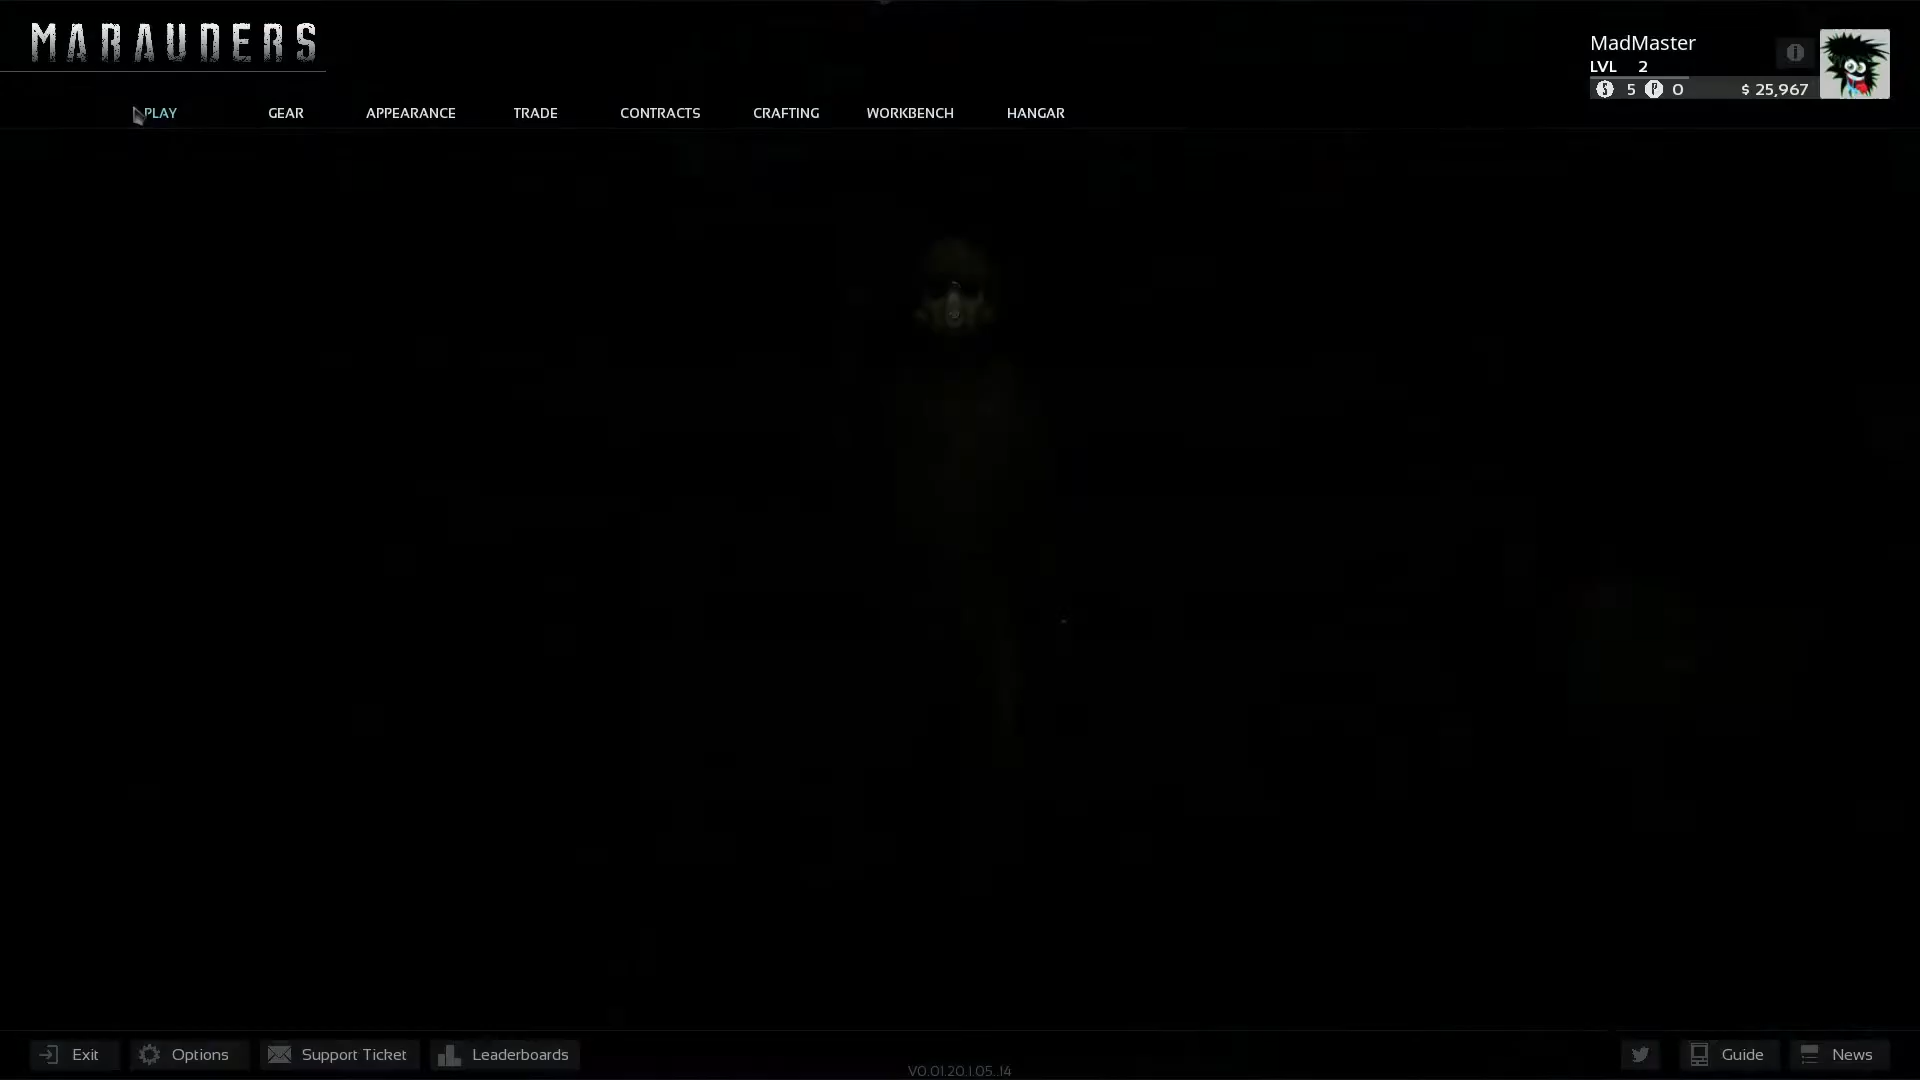 MARAUDERS
MadMaster
LVL 2
S 5 P 0 $ 25,967
PLAY GEAR APPEARANCE TRADE CONTRACTS CRAFTING WORKBENCH HANGAR
Exit Options Support Ticket Leaderboards Guide News
V0.01.20.1.05..14